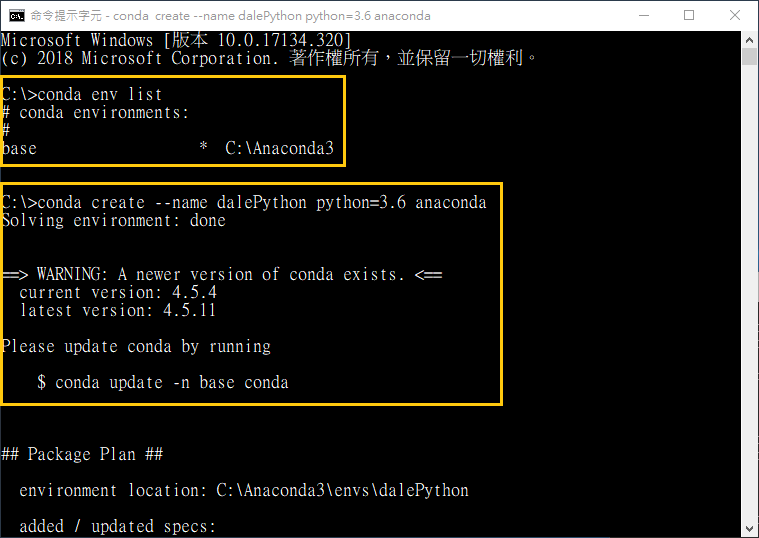 命令提示字元 - conda  create --name dalePython python=3.6 anaconda
Microsoft Windows [版本 10.0.17134.320]
(c) 2018 Microsoft Corporation. 著作權所有，並保留一切權利。
C:\>conda env list
# conda environments:
#
base                  *  C:\Anaconda3
C:\>conda create --name dalePython python=3.6 anaconda
Solving environment: done
==> WARNING: A newer version of conda exists. <==
  current version: 4.5.4
  latest version: 4.5.11
Please update conda by running
    $ conda update -n base conda
## Package Plan ##
  environment location: C:\Anaconda3\envs\dalePython
  added / updated specs: